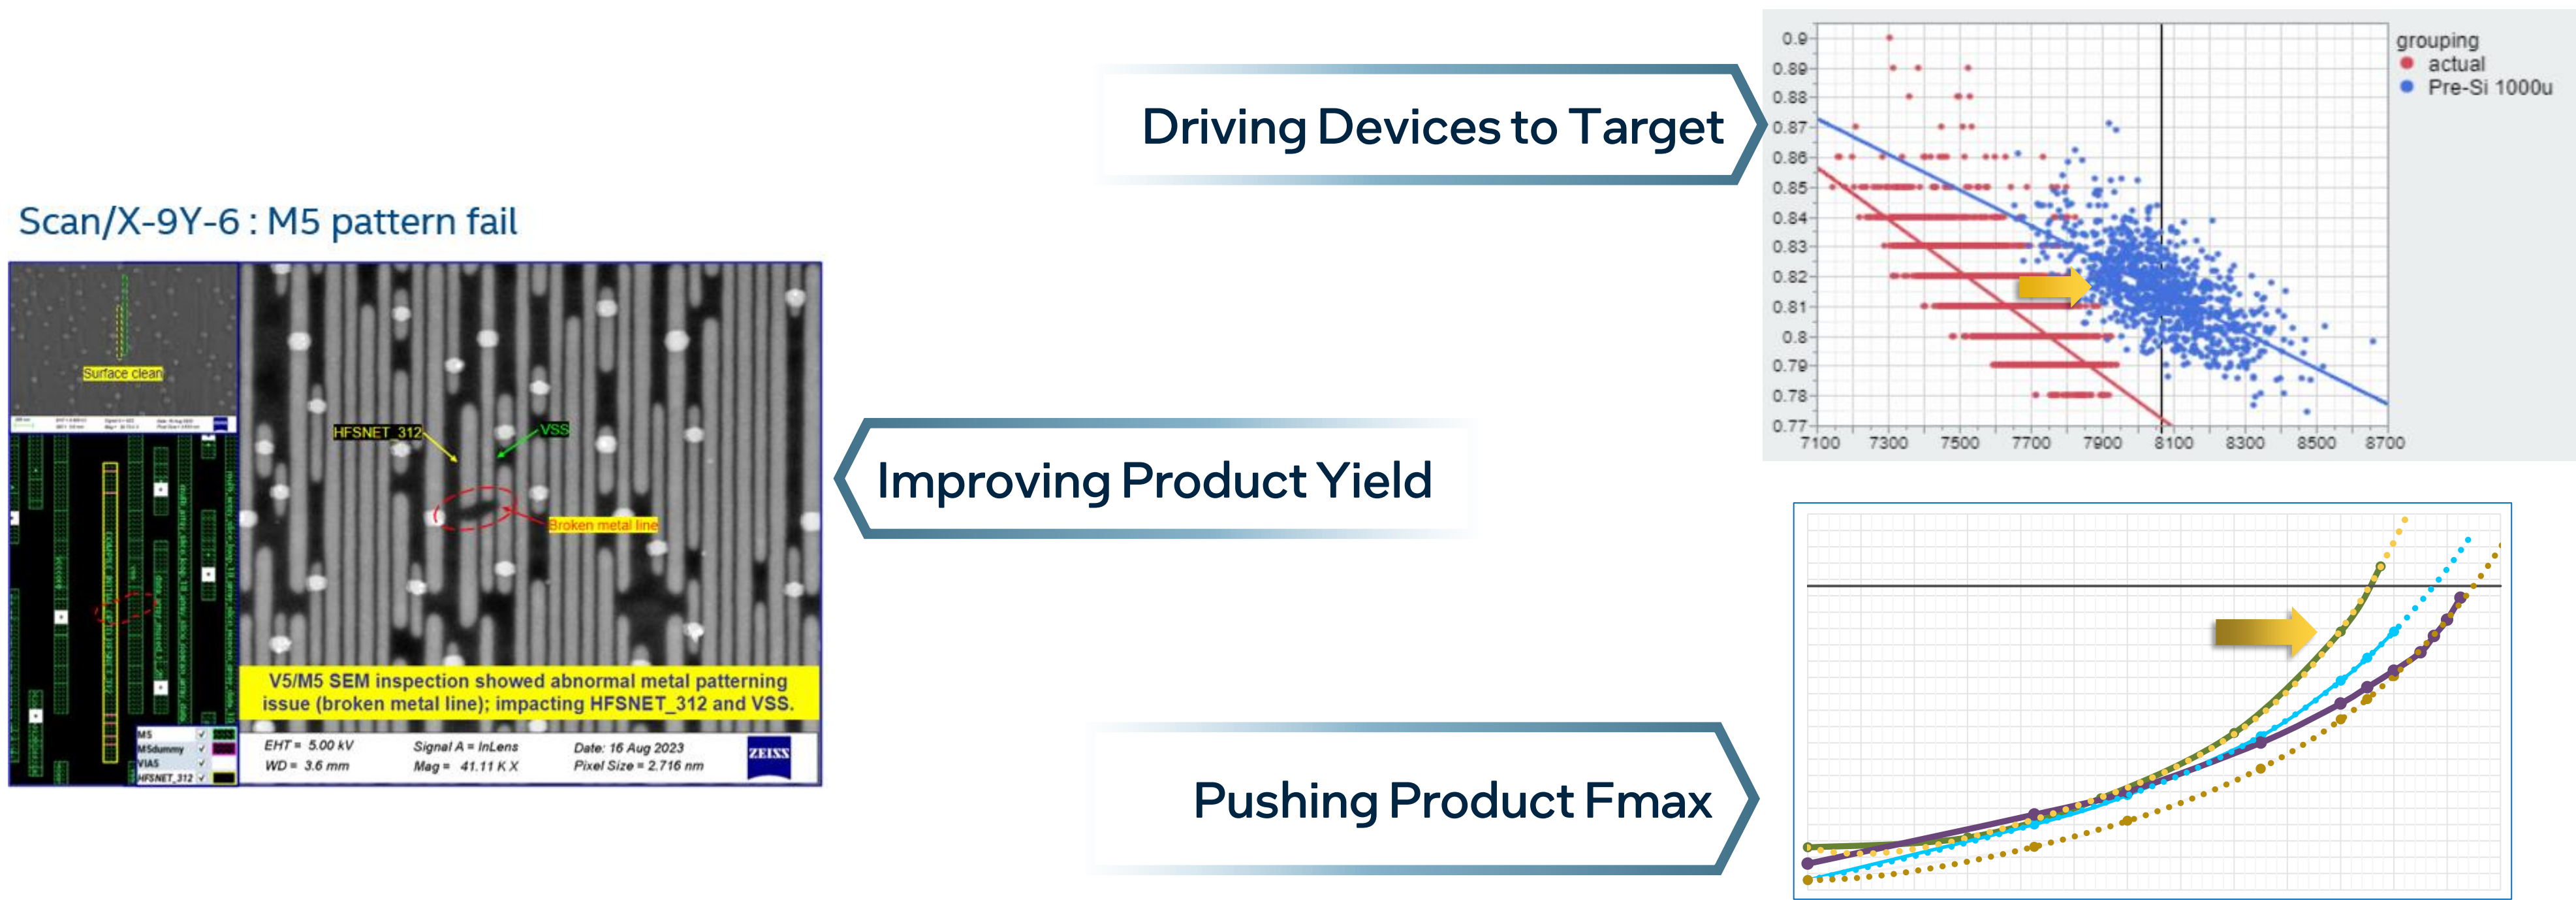 Driving Devices to Target
0.9
0.89
0.88
0.87
0.86
0.85
0.84
0.83
0.82
0.81
0.8
0.79
0.78
0.77
7100 7300 7500 7700 7900 8100 8300 8500 8700
grouping
actual
Pre-Si 1000u
Scan/X-9Y-6 : M5 pattern fail
Surface clean
HFSNET_312
VSS
Broken metal line
V5/M5 SEM inspection showed abnormal metal patterning
issue (broken metal line); impacting HFSNET_312 and VSS.
M5
M5dummy
VIA5
HFSNET_312
EHT = 5.00 kV Signal A = InLens Date: 16 Aug 2023
WD = 3.6 mm Mag = 41.11 K X Pixel Size = 2.716 nm
ZEISS
Improving Product Yield
Pushing Product Fmax